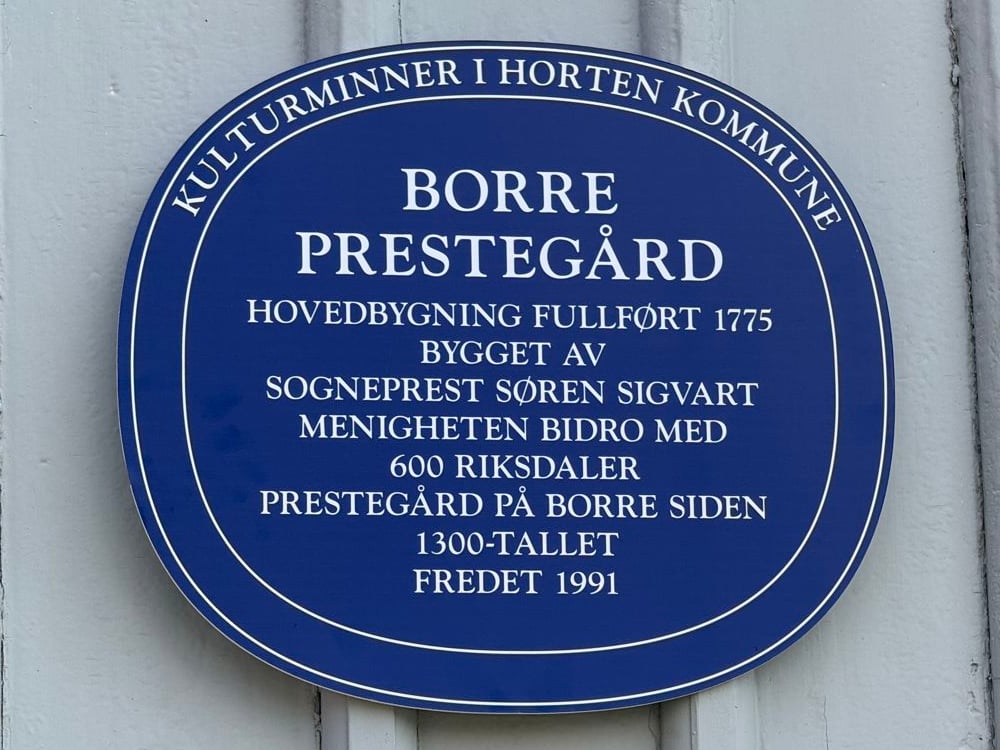 KULTURMINNER I HORTEN KOMMUNE
BORRE
PRESTEGÅRD
HOVEDBYGNING FULLFØRT 1775
BYGGET AV
SOGNEPREST SØREN SIGVART
MENIGHETEN BIDRO MED
600 RIKSDALER
PRESTEGÅRD PÅ BORRE SIDEN
1300-TALLET
FREDET 1991